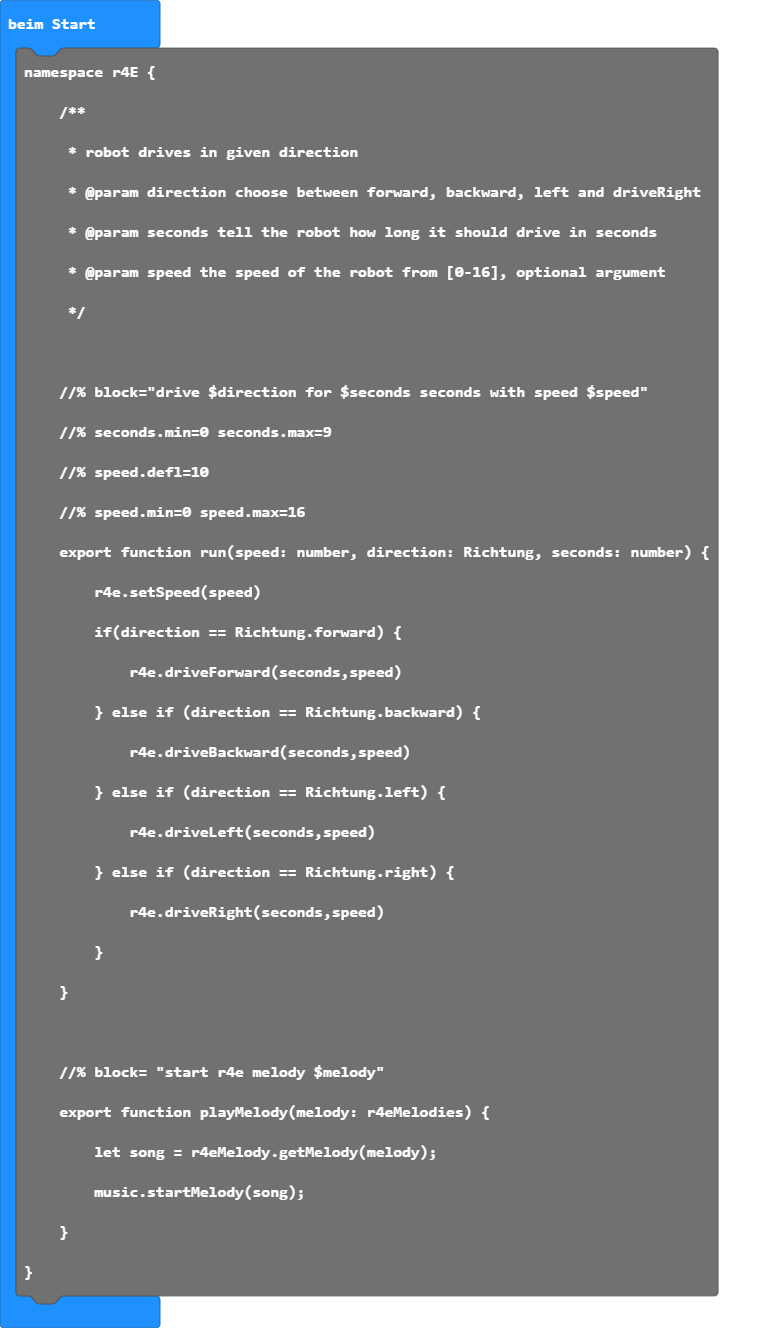 beim Start
namespace r4E {
    /**
     * robot drives in given direction
     * @param direction choose between forward, backward, left and driveRight
     * @param seconds tell the robot how long it should drive in seconds
     * @param speed the speed of the robot from [0-16], optional argument
     */

    //% block="drive $direction for $seconds seconds with speed $speed"
    //% seconds.min=0 seconds.max=9
    //% speed.defl=10
    //% speed.min=0 speed.max=16
    export function run(speed: number, direction: Richtung, seconds: number) {
        r4e.setSpeed(speed)
        if(direction == Richtung.forward) {
            r4e.driveForward(seconds,speed)
        } else if (direction == Richtung.backward) {
            r4e.driveBackward(seconds,speed)
        } else if (direction == Richtung.left) {
            r4e.driveLeft(seconds,speed)
        } else if (direction == Richtung.right) {
            r4e.driveRight(seconds,speed)
        }
    }

    //% block= "start r4e melody $melody"
    export function playMelody(melody: r4eMelodies) {
        let song = r4eMelody.getMelody(melody);
        music.startMelody(song);
    }
}